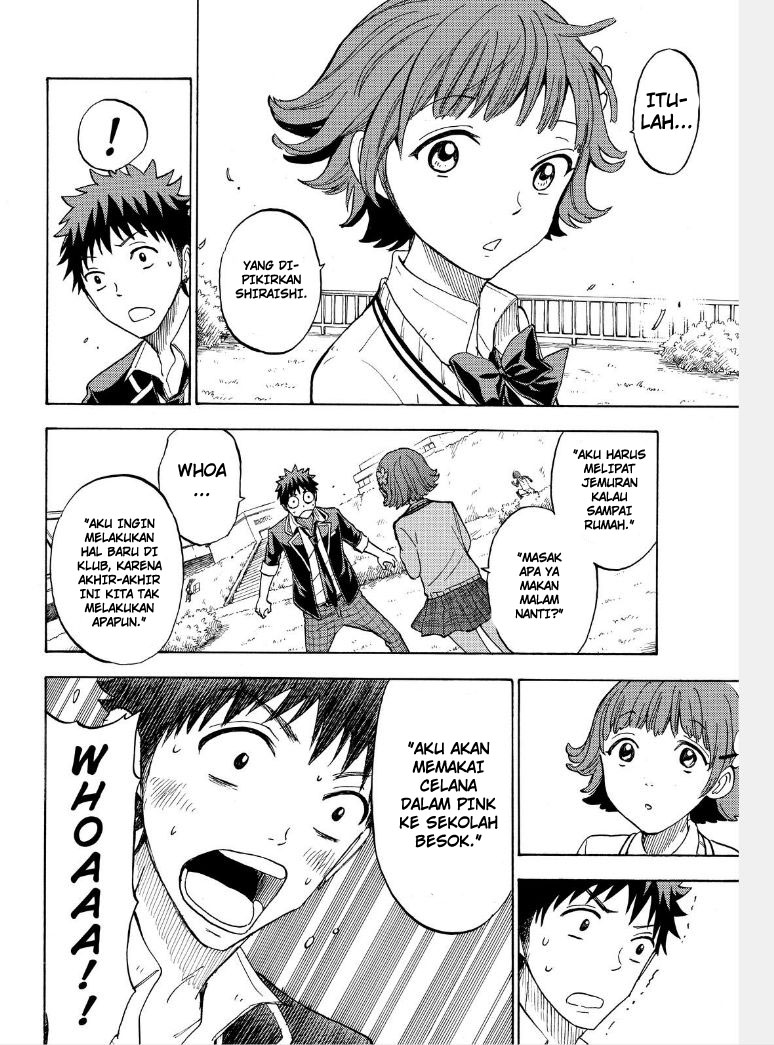 ITU-
LAH...
YANG DI-
PIKIRKAN
SHIRAISHI.
!
"AKU HARUS
MELIPAT
JEMURAN
KALAU
SAMPAI
RUMAH."
"MASAK
APA YA
MAKAN
MALAM
NANTI?"
WHOA
...
"AKU INGIN
MELAKUKAN
HAL BARU DI
KLUB, KARENA
AKHIR-AKHIR
INI KITA TAK
MELAKUKAN
APAPUN."
"AKU AKAN
MEMAKAI
CELANA
DALAM PINK
KE SEKOLAH
BESOK."
WHOAAA!!